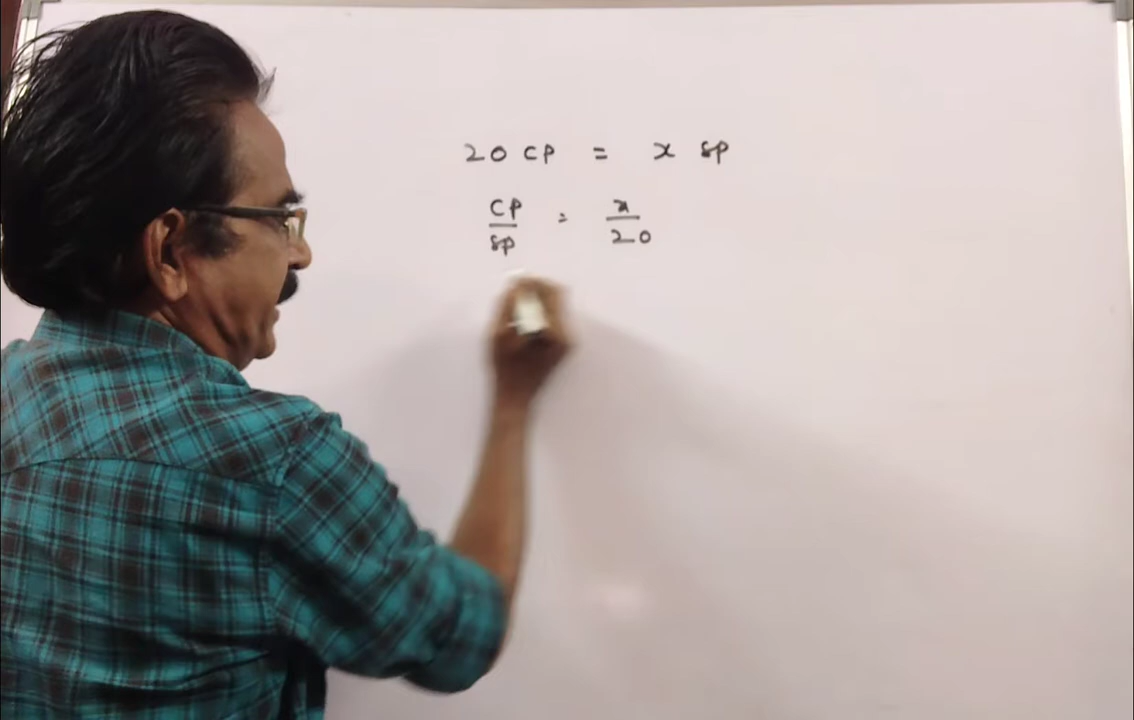 20 CP = x SP
CP/SP = x/20